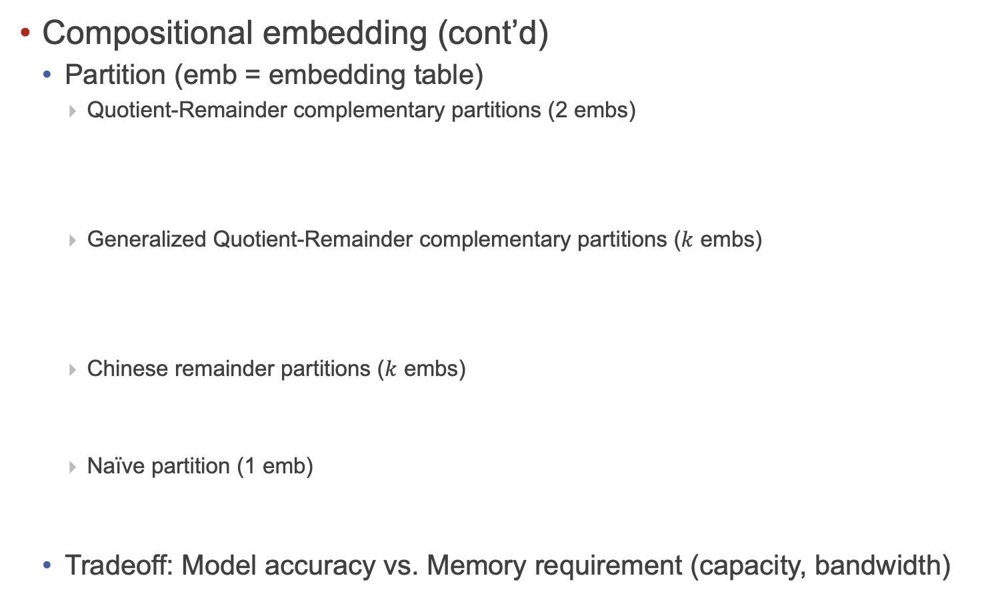 • Compositional embedding (cont’d)
• Partition (emb = embedding table)
Quotient-Remainder complementary partitions (2 embs)
Generalized Quotient-Remainder complementary partitions (𝑘 embs)
Chinese remainder partitions (𝑘 embs)
Naïve partition (1 emb)
• Tradeoff: Model accuracy vs. Memory requirement (capacity, bandwidth)